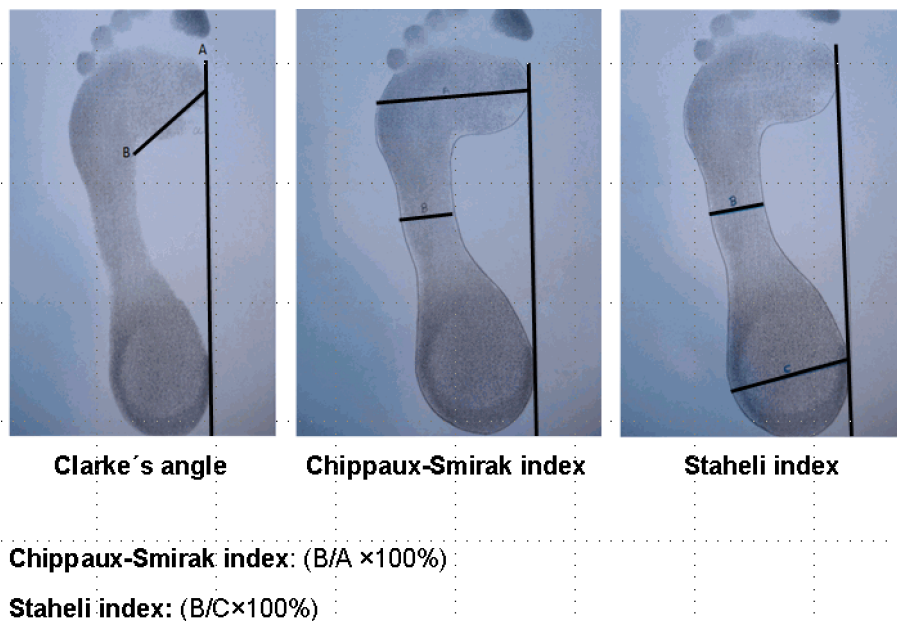 A
B
a
A
B
B
C
Clarke´s angle
Chippaux-Smirak index
Staheli index
Chippaux-Smirak index: (B/A ×100%)
Staheli index: (B/C×100%)